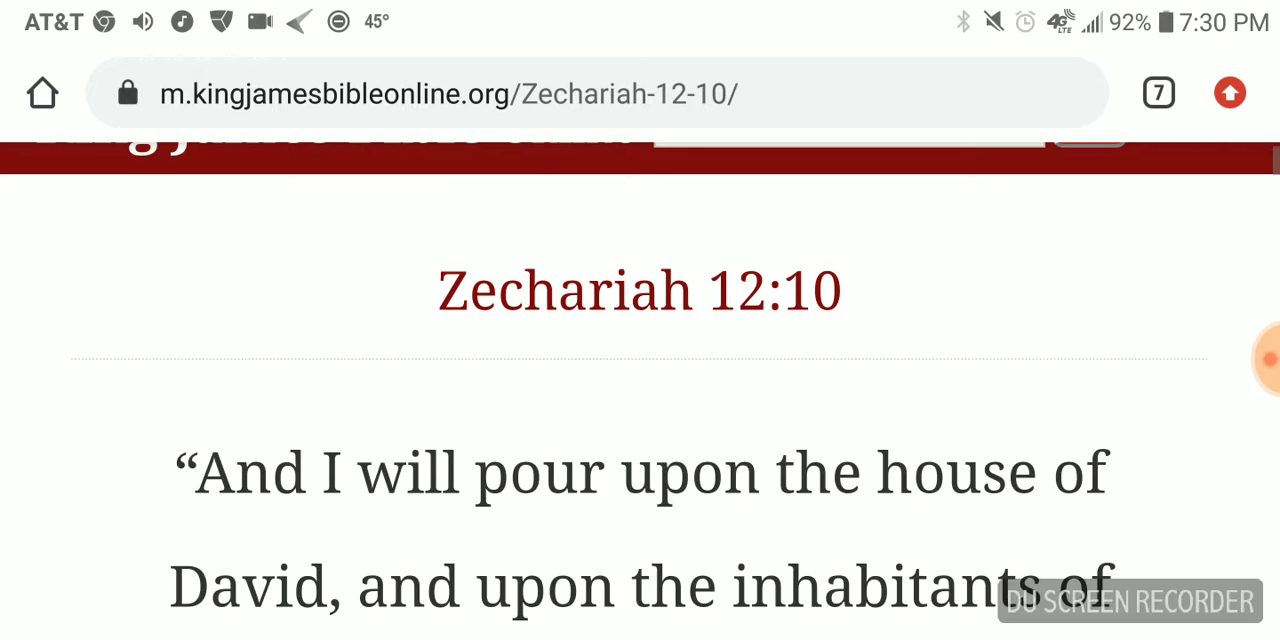 AT&T 45° 92% 7:30 PM
m.kingjamesbibleonline.org/Zechariah-12-10/ 7
Zechariah 12:10
“And I will pour upon the house of
David, and upon the inhabitants of
DU SCREEN RECORDER